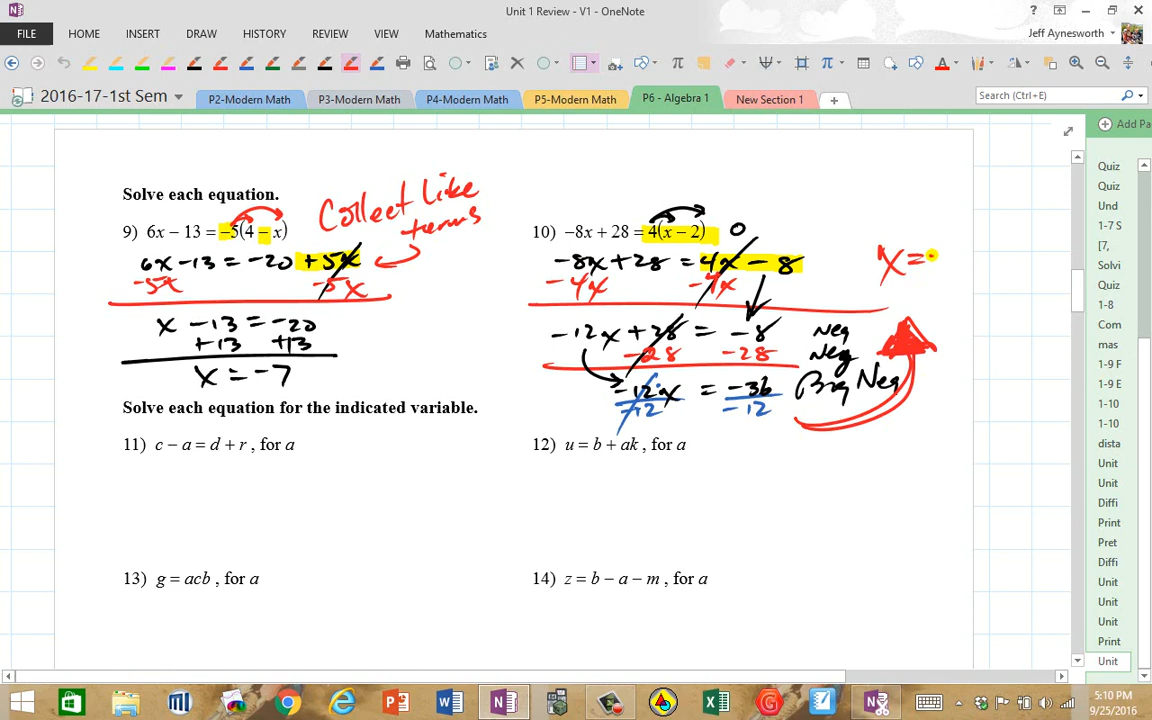 Unit 1 Review - V1 - OneNote
FILE HOME INSERT DRAW HISTORY REVIEW VIEW Mathematics
Jeff Aynesworth
2016-17-1st Sem
P2-Modern Math
P3-Modern Math
P4-Modern Math
P5-Modern Math
P6 - Algebra 1
New Section 1
Search (Ctrl+E)
Add Pa
Solve each equation.
Collect Like
terms
9) 6x − 13 = −5(4 − x)
6x -13 = -20 +5x
-5x -5x
x -13 = -20
+13 +13
x = -7
10) −8x + 28 = 4(x − 2)
0
-8x +28 = 4x - 8
-4x -4x
-12x +28 = -8
-28 -28
-12x = -36
-12 -12
Neg
Neg
Big Neg
x =
Solve each equation for the indicated variable.
11) c − a = d + r , for a
12) u = b + ak , for a
13) g = acb , for a
14) z = b − a − m , for a
Quiz
Quiz
Und
1-7 S
[7,
Solvi
Quiz
1-8
Com
mas
1-9 F
1-9 E
1-10
1-10
dista
Unit
Unit
Diffi
Print
Pret
Diffi
Unit
Unit
Unit
Print
Unit
5:10 PM
9/25/2016